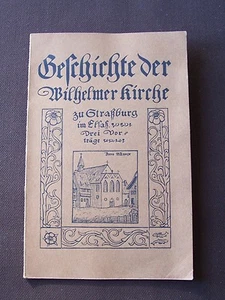 Geschichte der
Wilhelmer Kirche
zu Straßburg
im Elsaß
Drei Vor-
träge